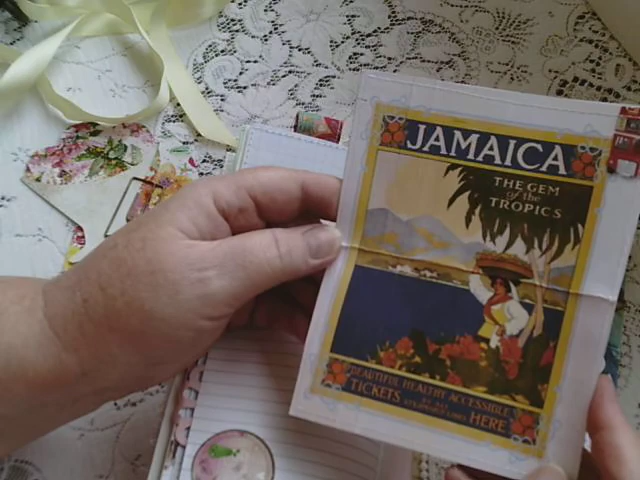 JAMAICA
THE GEM
of the
TROPICS
BEAUTIFUL HEALTHY ACCESSIBLE
TICKETS
HERE